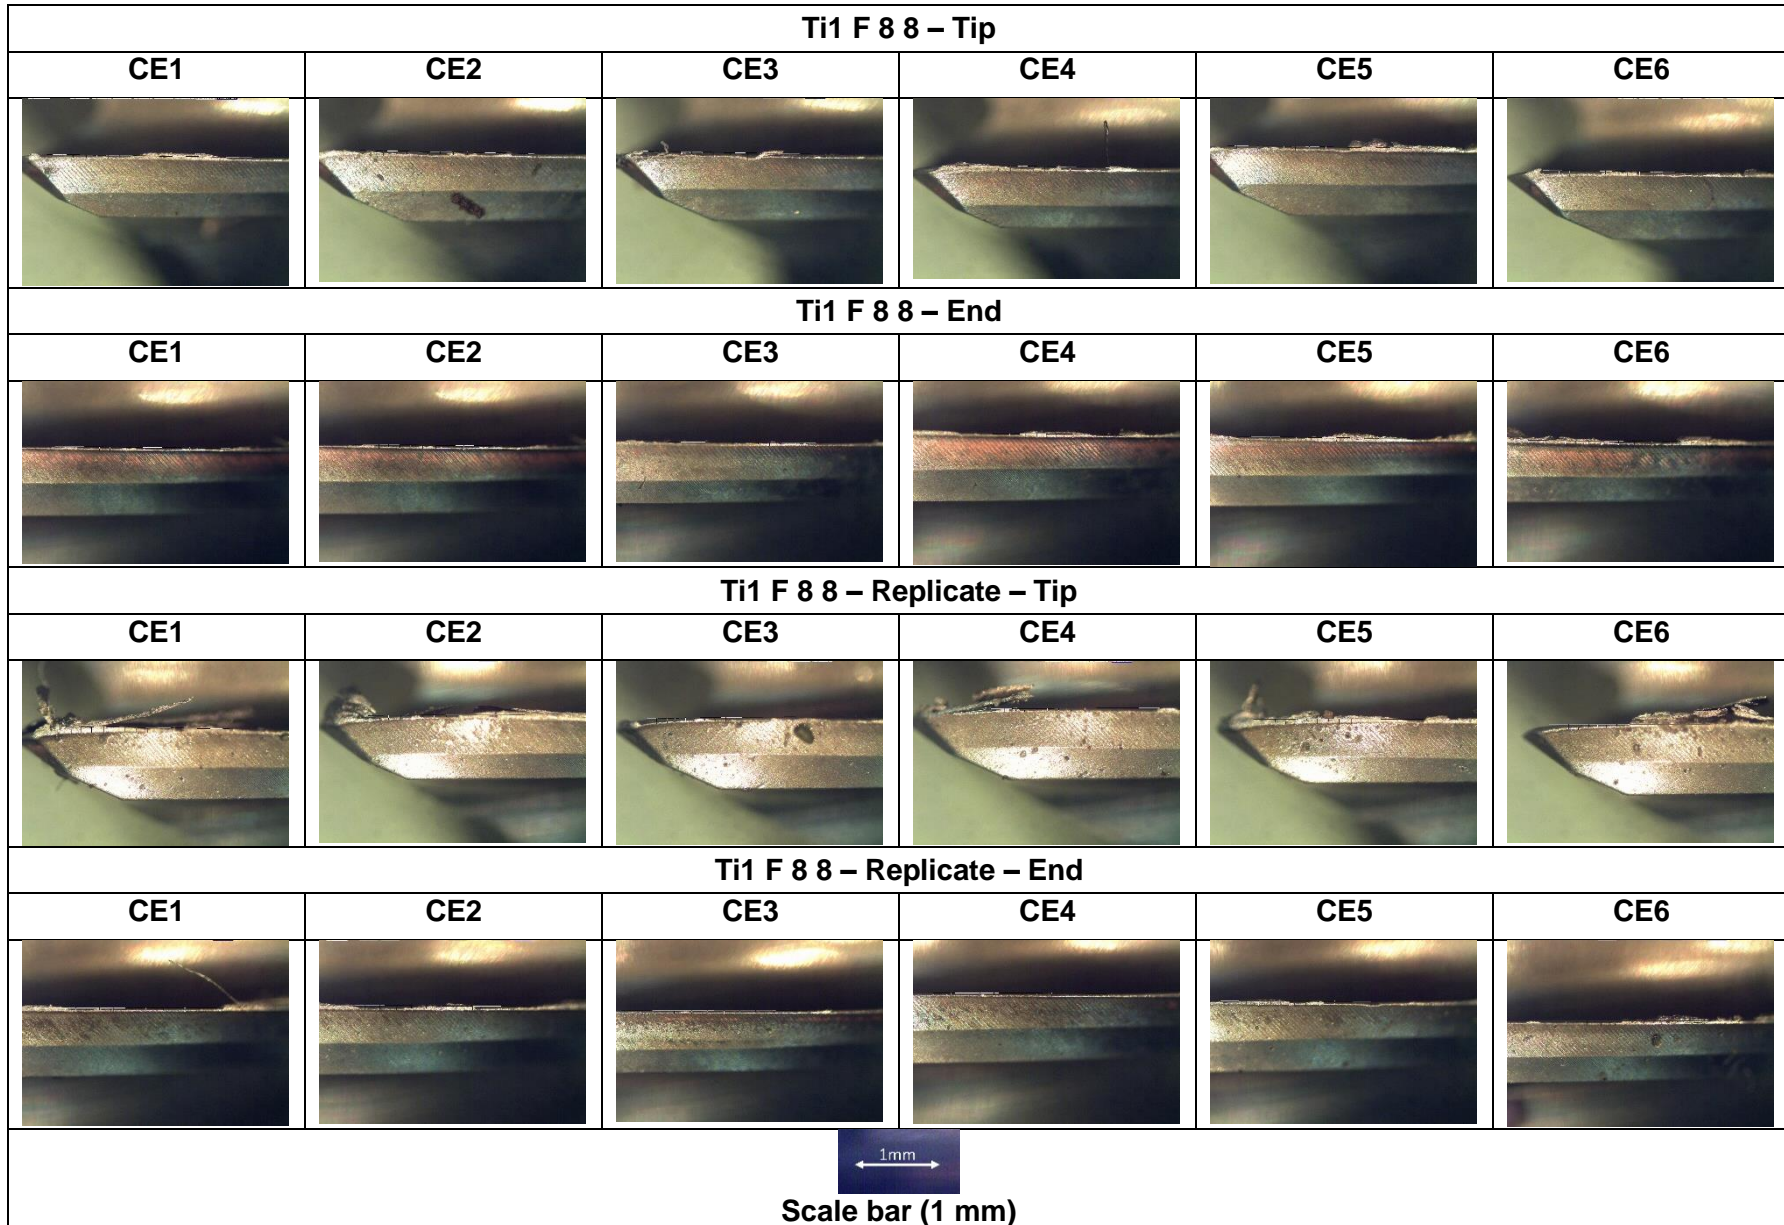 Ti1 F 8 8 – Tip
CE1 CE2 CE3 CE4 CE5 CE6
Ti1 F 8 8 – End
CE1 CE2 CE3 CE4 CE5 CE6
Ti1 F 8 8 – Replicate – Tip
CE1 CE2 CE3 CE4 CE5 CE6
Ti1 F 8 8 – Replicate – End
CE1 CE2 CE3 CE4 CE5 CE6
1mm
Scale bar (1 mm)